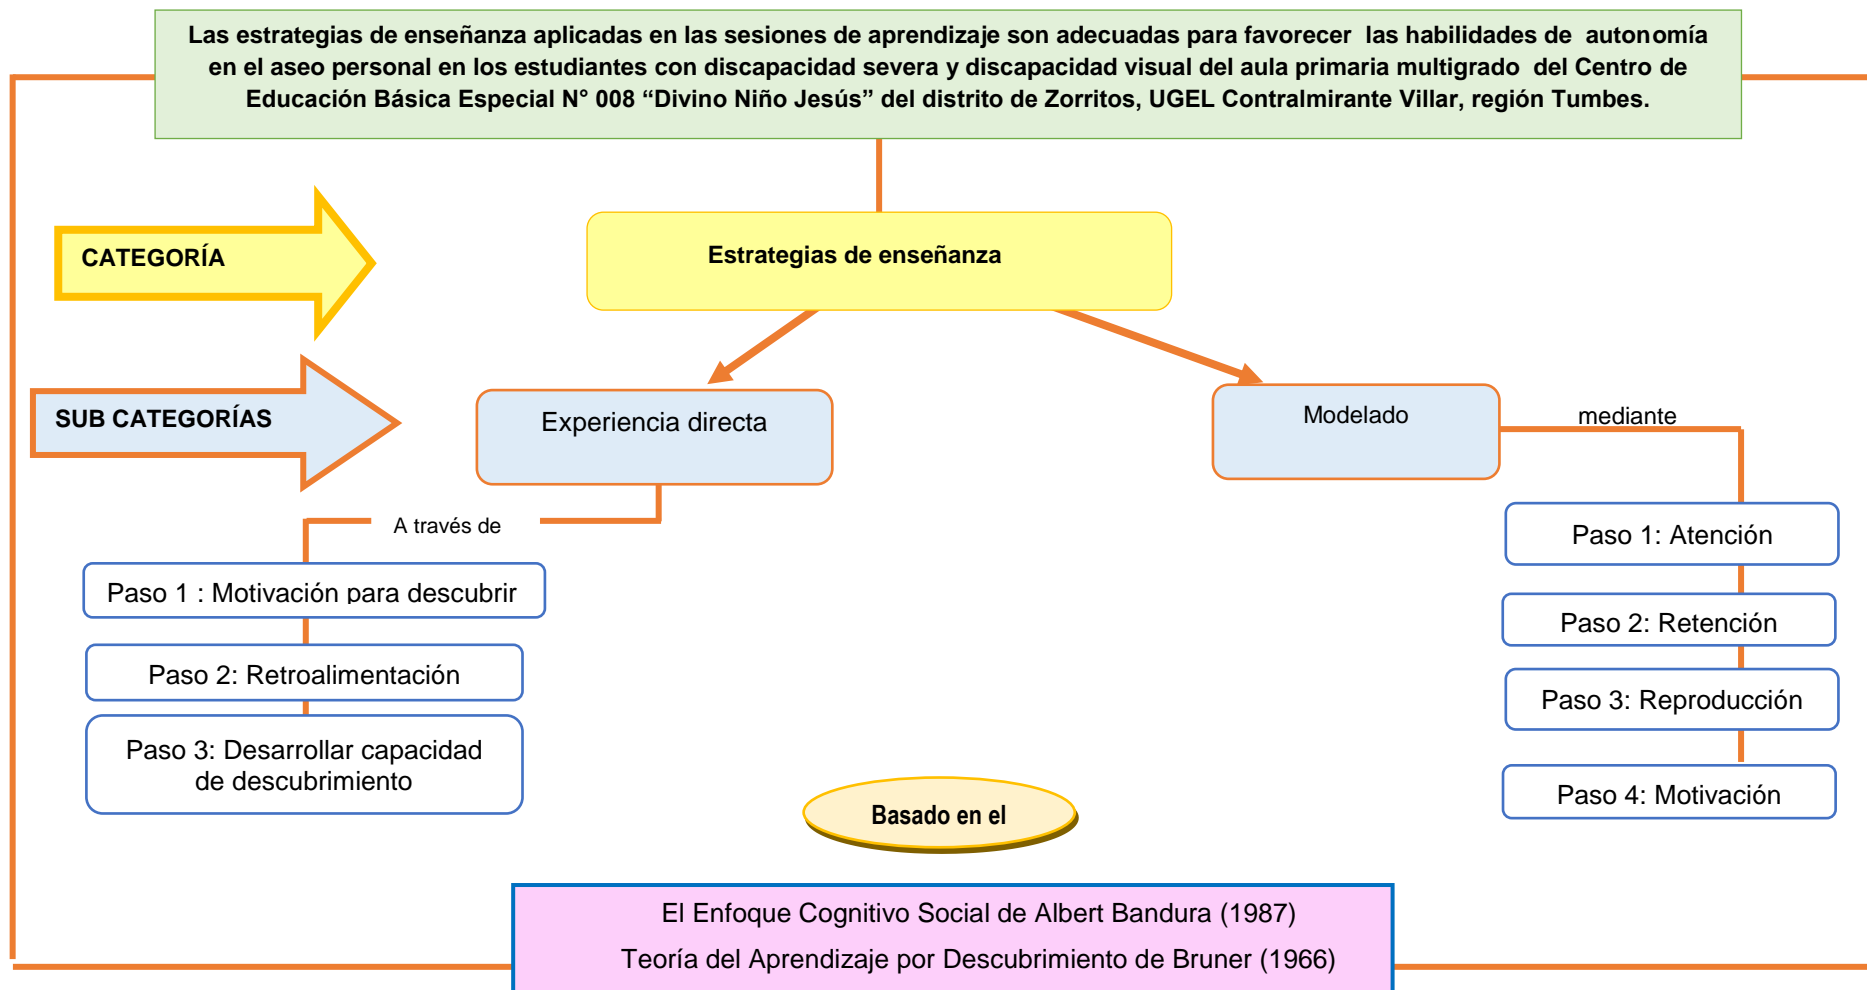 Las estrategias de enseñanza aplicadas en las sesiones de aprendizaje son adecuadas para favorecer las habilidades de autonomía
en el aseo personal en los estudiantes con discapacidad severa y discapacidad visual del aula primaria multigrado del Centro de
Educación Básica Especial N° 008 “Divino Niño Jesús” del distrito de Zorritos, UGEL Contralmirante Villar, región Tumbes.
CATEGORÍA
Estrategias de enseñanza
SUB CATEGORÍAS
Experiencia directa
Modelado
mediante
A través de
Paso 1 : Motivación para descubrir
Paso 2: Retroalimentación
Paso 3: Desarrollar capacidad
de descubrimiento
Paso 1: Atención
Paso 2: Retención
Paso 3: Reproducción
Paso 4: Motivación
Basado en el
El Enfoque Cognitivo Social de Albert Bandura (1987)
Teoría del Aprendizaje por Descubrimiento de Bruner (1966)